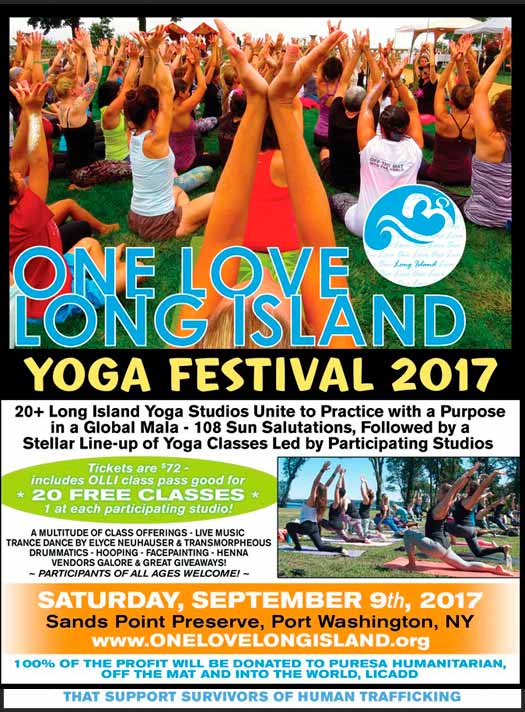 OFF THE MAT
Long Island
ONE LOVE
LONG ISLAND
YOGA FESTIVAL 2017
20+ Long Island Yoga Studios Unite to Practice with a Purpose
in a Global Mala - 108 Sun Salutations, Followed by a
Stellar Line-up of Yoga Classes Led by Participating Studios
Tickets are $72 -
includes OLLI class pass good for
* 20 FREE CLASSES *
1 at each participating studio!
A MULTITUDE OF CLASS OFFERINGS - LIVE MUSIC
TRANCE DANCE BY ELYCE NEUHAUSER & TRANSMORPHEOUS
DRUMMATICS - HOOPING - FACEPAINTING - HENNA
VENDORS GALORE & GREAT GIVEAWAYS!
~ PARTICIPANTS OF ALL AGES WELCOME! ~
SATURDAY, SEPTEMBER 9th, 2017
Sands Point Preserve, Port Washington, NY
www.ONELOVELONGISLAND.org
100% OF THE PROFIT WILL BE DONATED TO PURESA HUMANITARIAN,
OFF THE MAT AND INTO THE WORLD, LICADD
THAT SUPPORT SURVIVORS OF HUMAN TRAFFICKING